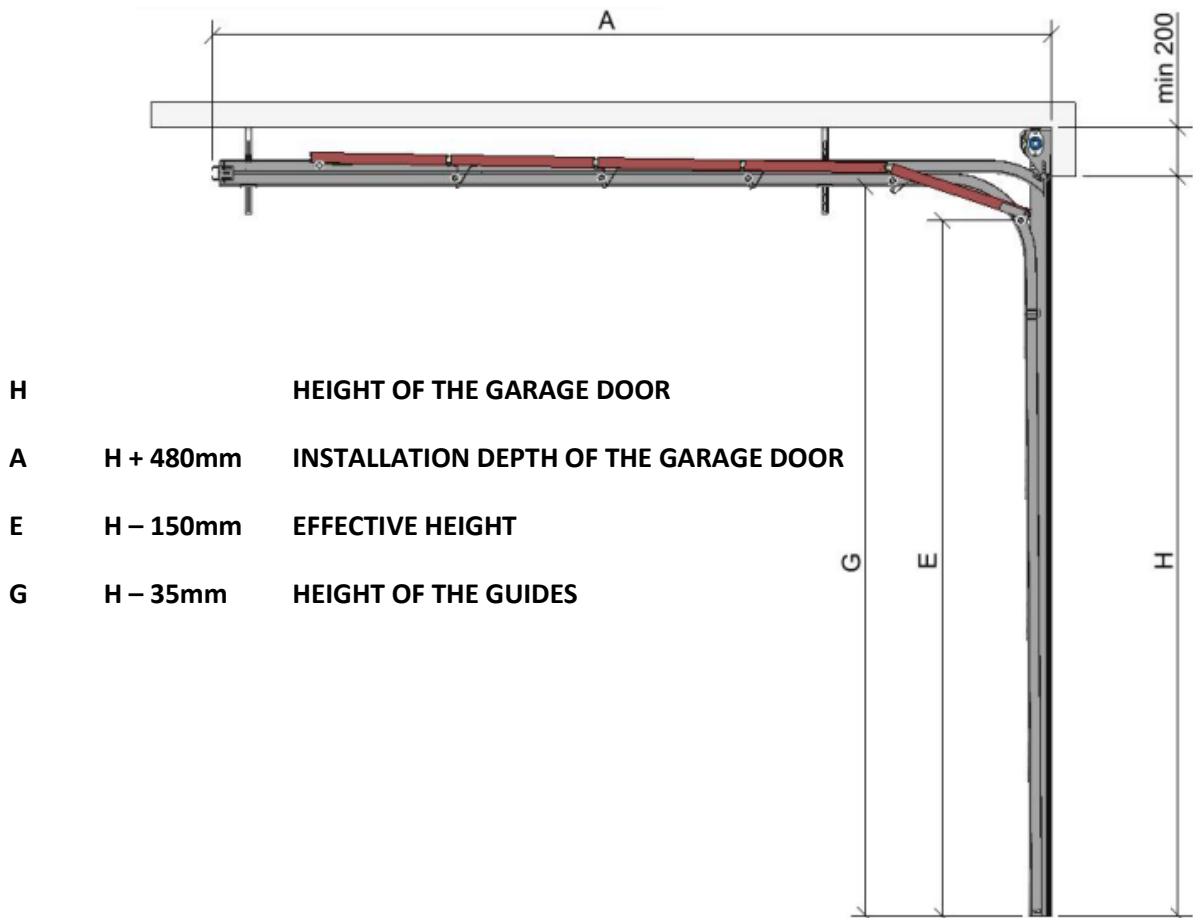 A
min 200
H HEIGHT OF THE GARAGE DOOR
A H + 480mm INSTALLATION DEPTH OF THE GARAGE DOOR
E H – 150mm EFFECTIVE HEIGHT
G H – 35mm HEIGHT OF THE GUIDES
G
E
H